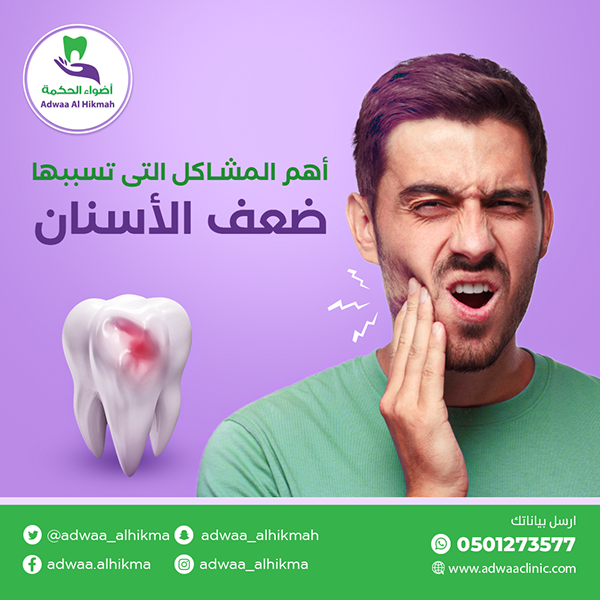 أضواء الحكمة
Adwaa Al Hikmah
أهم المشاكل التى تسببها
ضعف الأسنان
ارسل بياناتك
@adwaa_alhikma
adwaa_alhikmah
0501273577
adwaa.alhikma
adwaa_alhikma
www.adwaaclinic.com